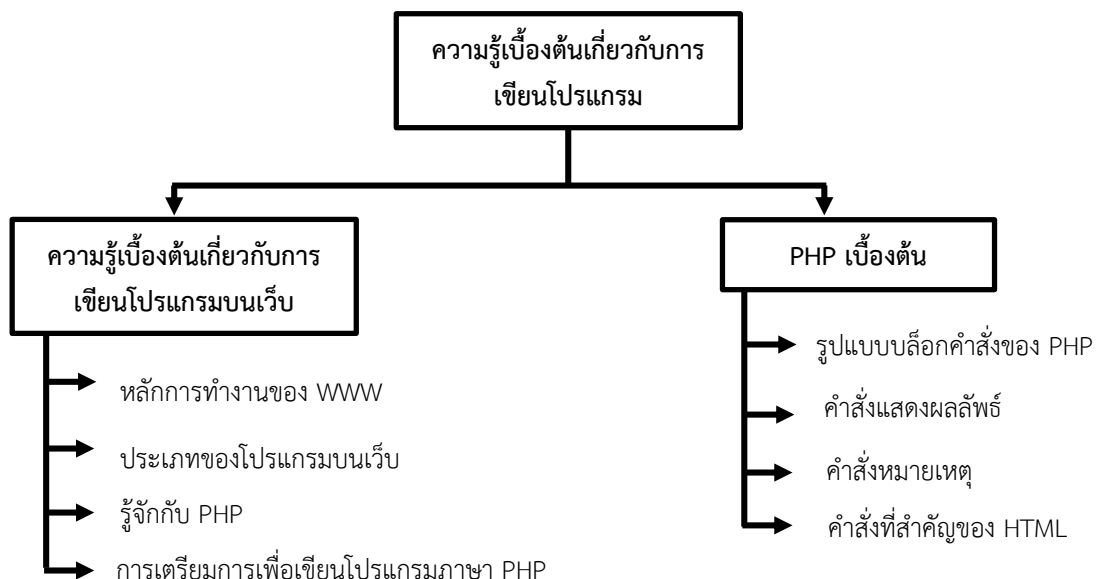 ความรู้เบื้องต้นเกี่ยวกับการ
เขียนโปรแกรม
ความรู้เบื้องต้นเกี่ยวกับการ
เขียนโปรแกรมบนเว็บ
หลักการทำงานของ WWW
ประเภทของโปรแกรมบนเว็บ
รู้จักกับ PHP
การเตรียมการเพื่อเขียนโปรแกรมภาษา PHP
PHP เบื้องต้น
รูปแบบบล็อกคำสั่งของ PHP
คำสั่งแสดงผลลัพธ์
คำสั่งหมายเหตุ
คำสั่งที่สำคัญของ HTML